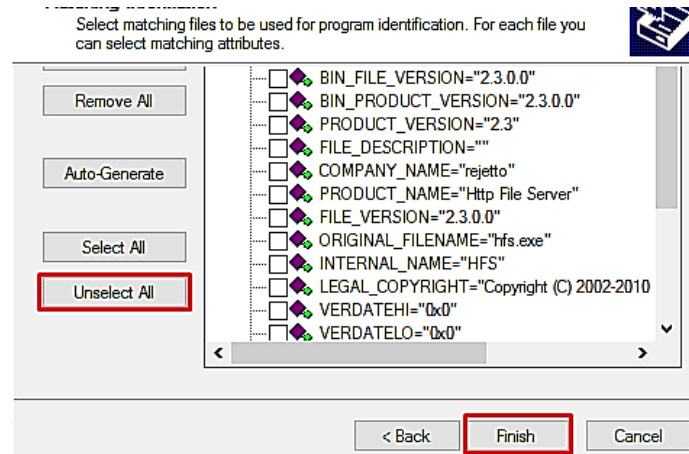 Select matching files to be used for program identification. For each file you
can select matching attributes.
BIN_FILE_VERSION="2.3.0.0"
Remove All
BIN_PRODUCT_VERSION="2.3.0.0"
PRODUCT_VERSION="2.3"
FILE_DESCRIPTION=""
Auto-Generate
COMPANY_NAME="rejetto"
PRODUCT_NAME="Http File Server"
FILE_VERSION="2.3.0.0"
Select All
ORIGINAL_FILENAME="hfs.exe"
INTERNAL_NAME="HFS"
Unselect All
LEGAL_COPYRIGHT="Copyright (C) 2002-2010
VERDATEHI="0x0"
VERDATELO="0x0"
< Back
Finish
Cancel